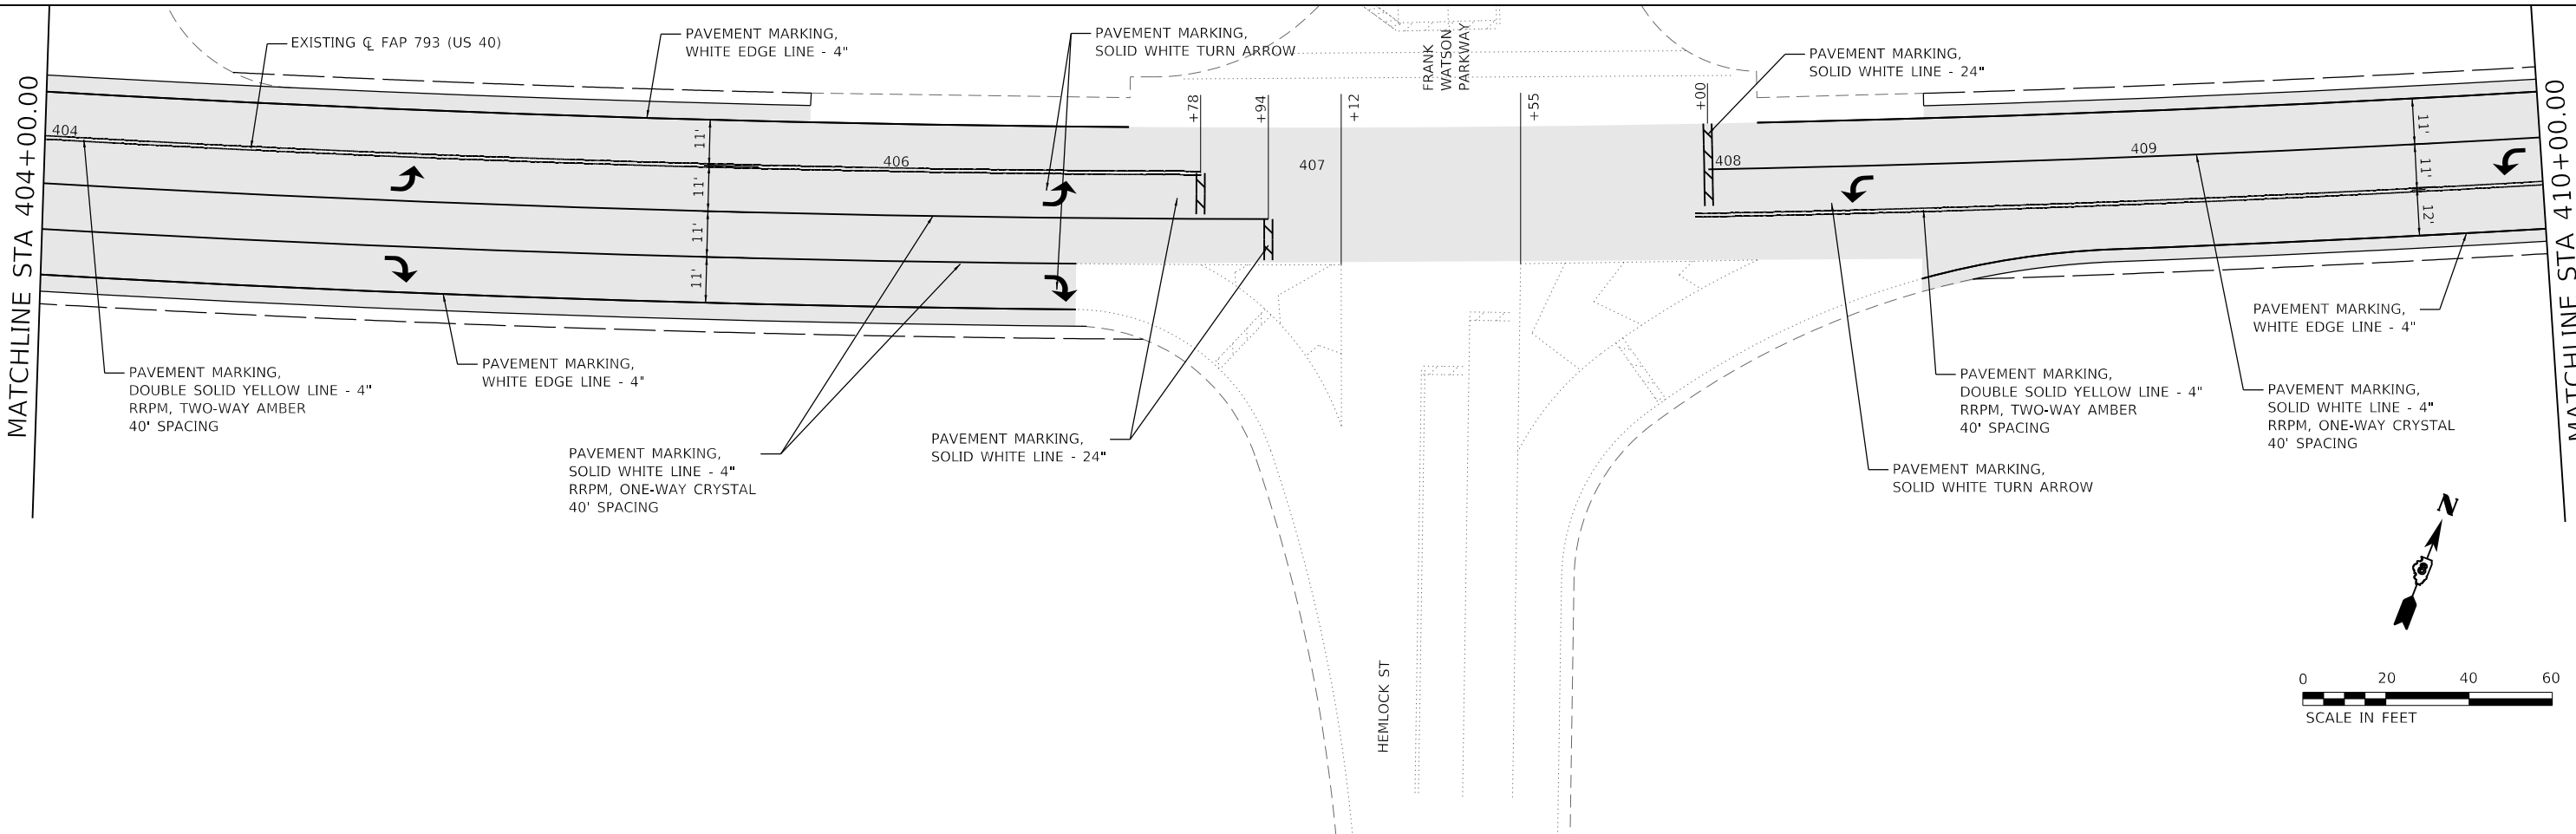 MATCHLINE STA 404+00.00
EXISTING ℄ FAP 793 (US 40)
PAVEMENT MARKING,
WHITE EDGE LINE - 4"
PAVEMENT MARKING,
SOLID WHITE TURN ARROW
FRANK
WATSON
PARKWAY
PAVEMENT MARKING,
SOLID WHITE LINE - 24"
MATCHLINE STA 410+00.00
+78
+94
+12
+55
+00
404
406
407
408
409
11'
11'
11'
11'
11'
11'
12'
PAVEMENT MARKING,
DOUBLE SOLID YELLOW LINE - 4"
RRPM, TWO-WAY AMBER
40' SPACING
PAVEMENT MARKING,
WHITE EDGE LINE - 4"
PAVEMENT MARKING,
SOLID WHITE LINE - 4"
RRPM, ONE-WAY CRYSTAL
40' SPACING
PAVEMENT MARKING,
SOLID WHITE LINE - 24"
PAVEMENT MARKING,
WHITE EDGE LINE - 4"
PAVEMENT MARKING,
DOUBLE SOLID YELLOW LINE - 4"
RRPM, TWO-WAY AMBER
40' SPACING
PAVEMENT MARKING,
SOLID WHITE LINE - 4"
RRPM, ONE-WAY CRYSTAL
40' SPACING
PAVEMENT MARKING,
SOLID WHITE TURN ARROW
HEMLOCK ST
N
0 20 40 60
SCALE IN FEET